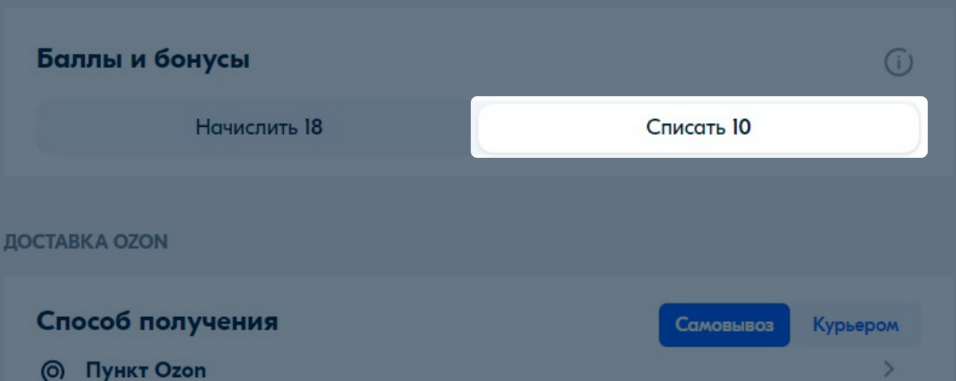 Баллы и бонусы
Начислить 18
Списать 10
ДОСТАВКА OZON
Способ получения
Самовывоз
Курьером
Пункт Ozon